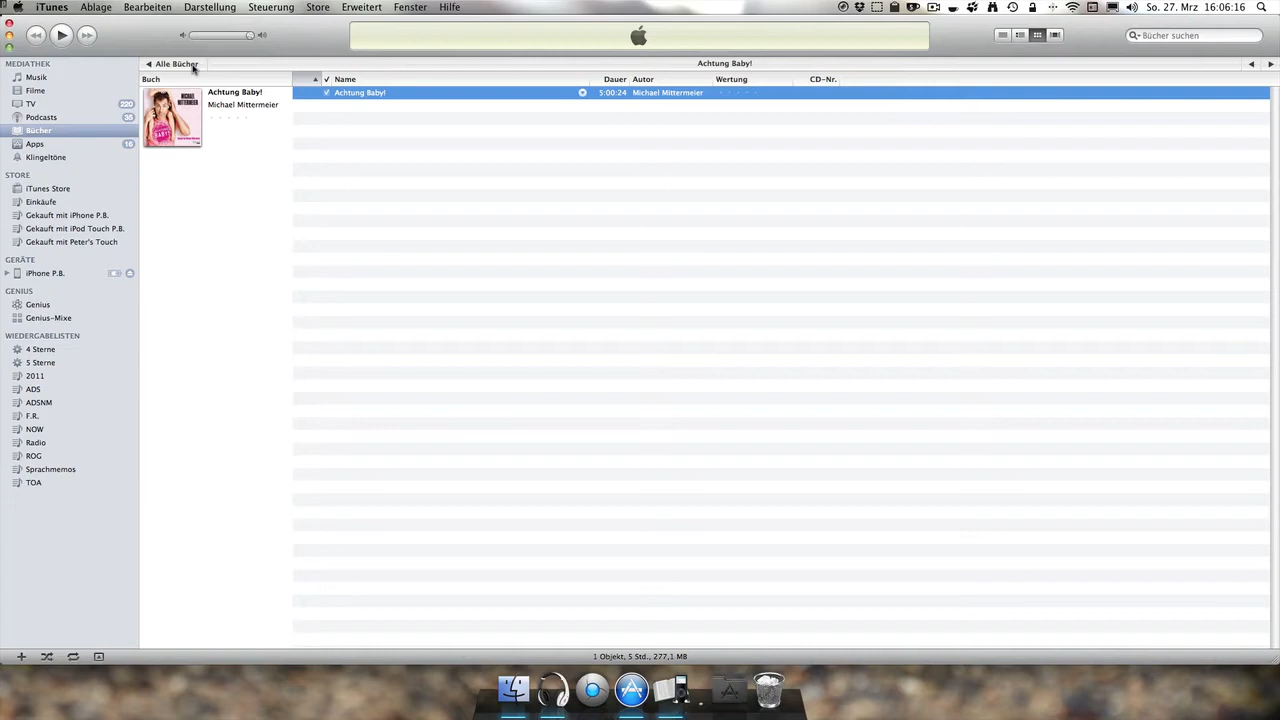 iTunes Ablage Bearbeiten Darstellung Steuerung Store Erweitert Fenster Hilfe So. 27. Mrz 16:06:16
Bücher suchen
MEDIATHEK
Musik
Filme
TV 220
Podcasts 35
Bücher
Apps 16
Klingeltöne
STORE
iTunes Store
Einkäufe
Gekauft mit iPhone P.B.
Gekauft mit iPod Touch P.B.
Gekauft mit Peter's Touch
GERÄTE
iPhone P.B.
GENIUS
Genius
Genius-Mixe
WIEDERGABELISTEN
4 Sterne
5 Sterne
2011
ADS
ADSNM
F.R.
NOW
Radio
ROG
Sprachmemos
TOA
Alle Bücher Achtung Baby!
Buch Name Dauer Autor Wertung CD-Nr.
Achtung Baby!
Michael Mittermeier
MICHAEL
MITTERMEIER
BABY!
Achtung Baby! 5:00:24 Michael Mittermeier
1 Objekt, 5 Std., 277,1 MB